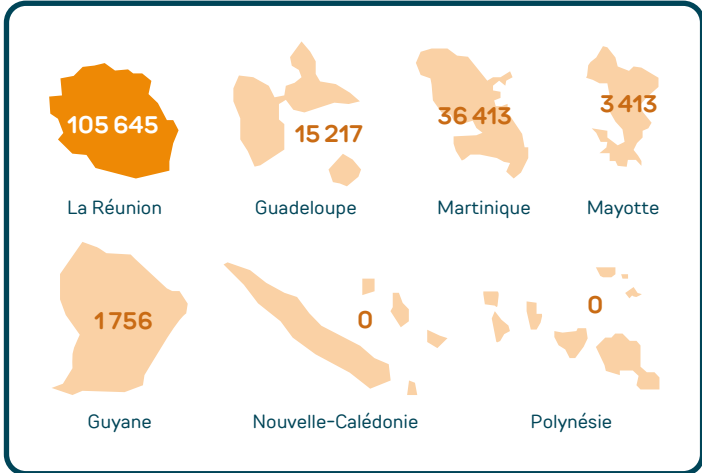 105 645
15 217
36 413
3 413
La Réunion
Guadeloupe
Martinique
Mayotte
1 756
0
0
Guyane
Nouvelle-Calédonie
Polynésie